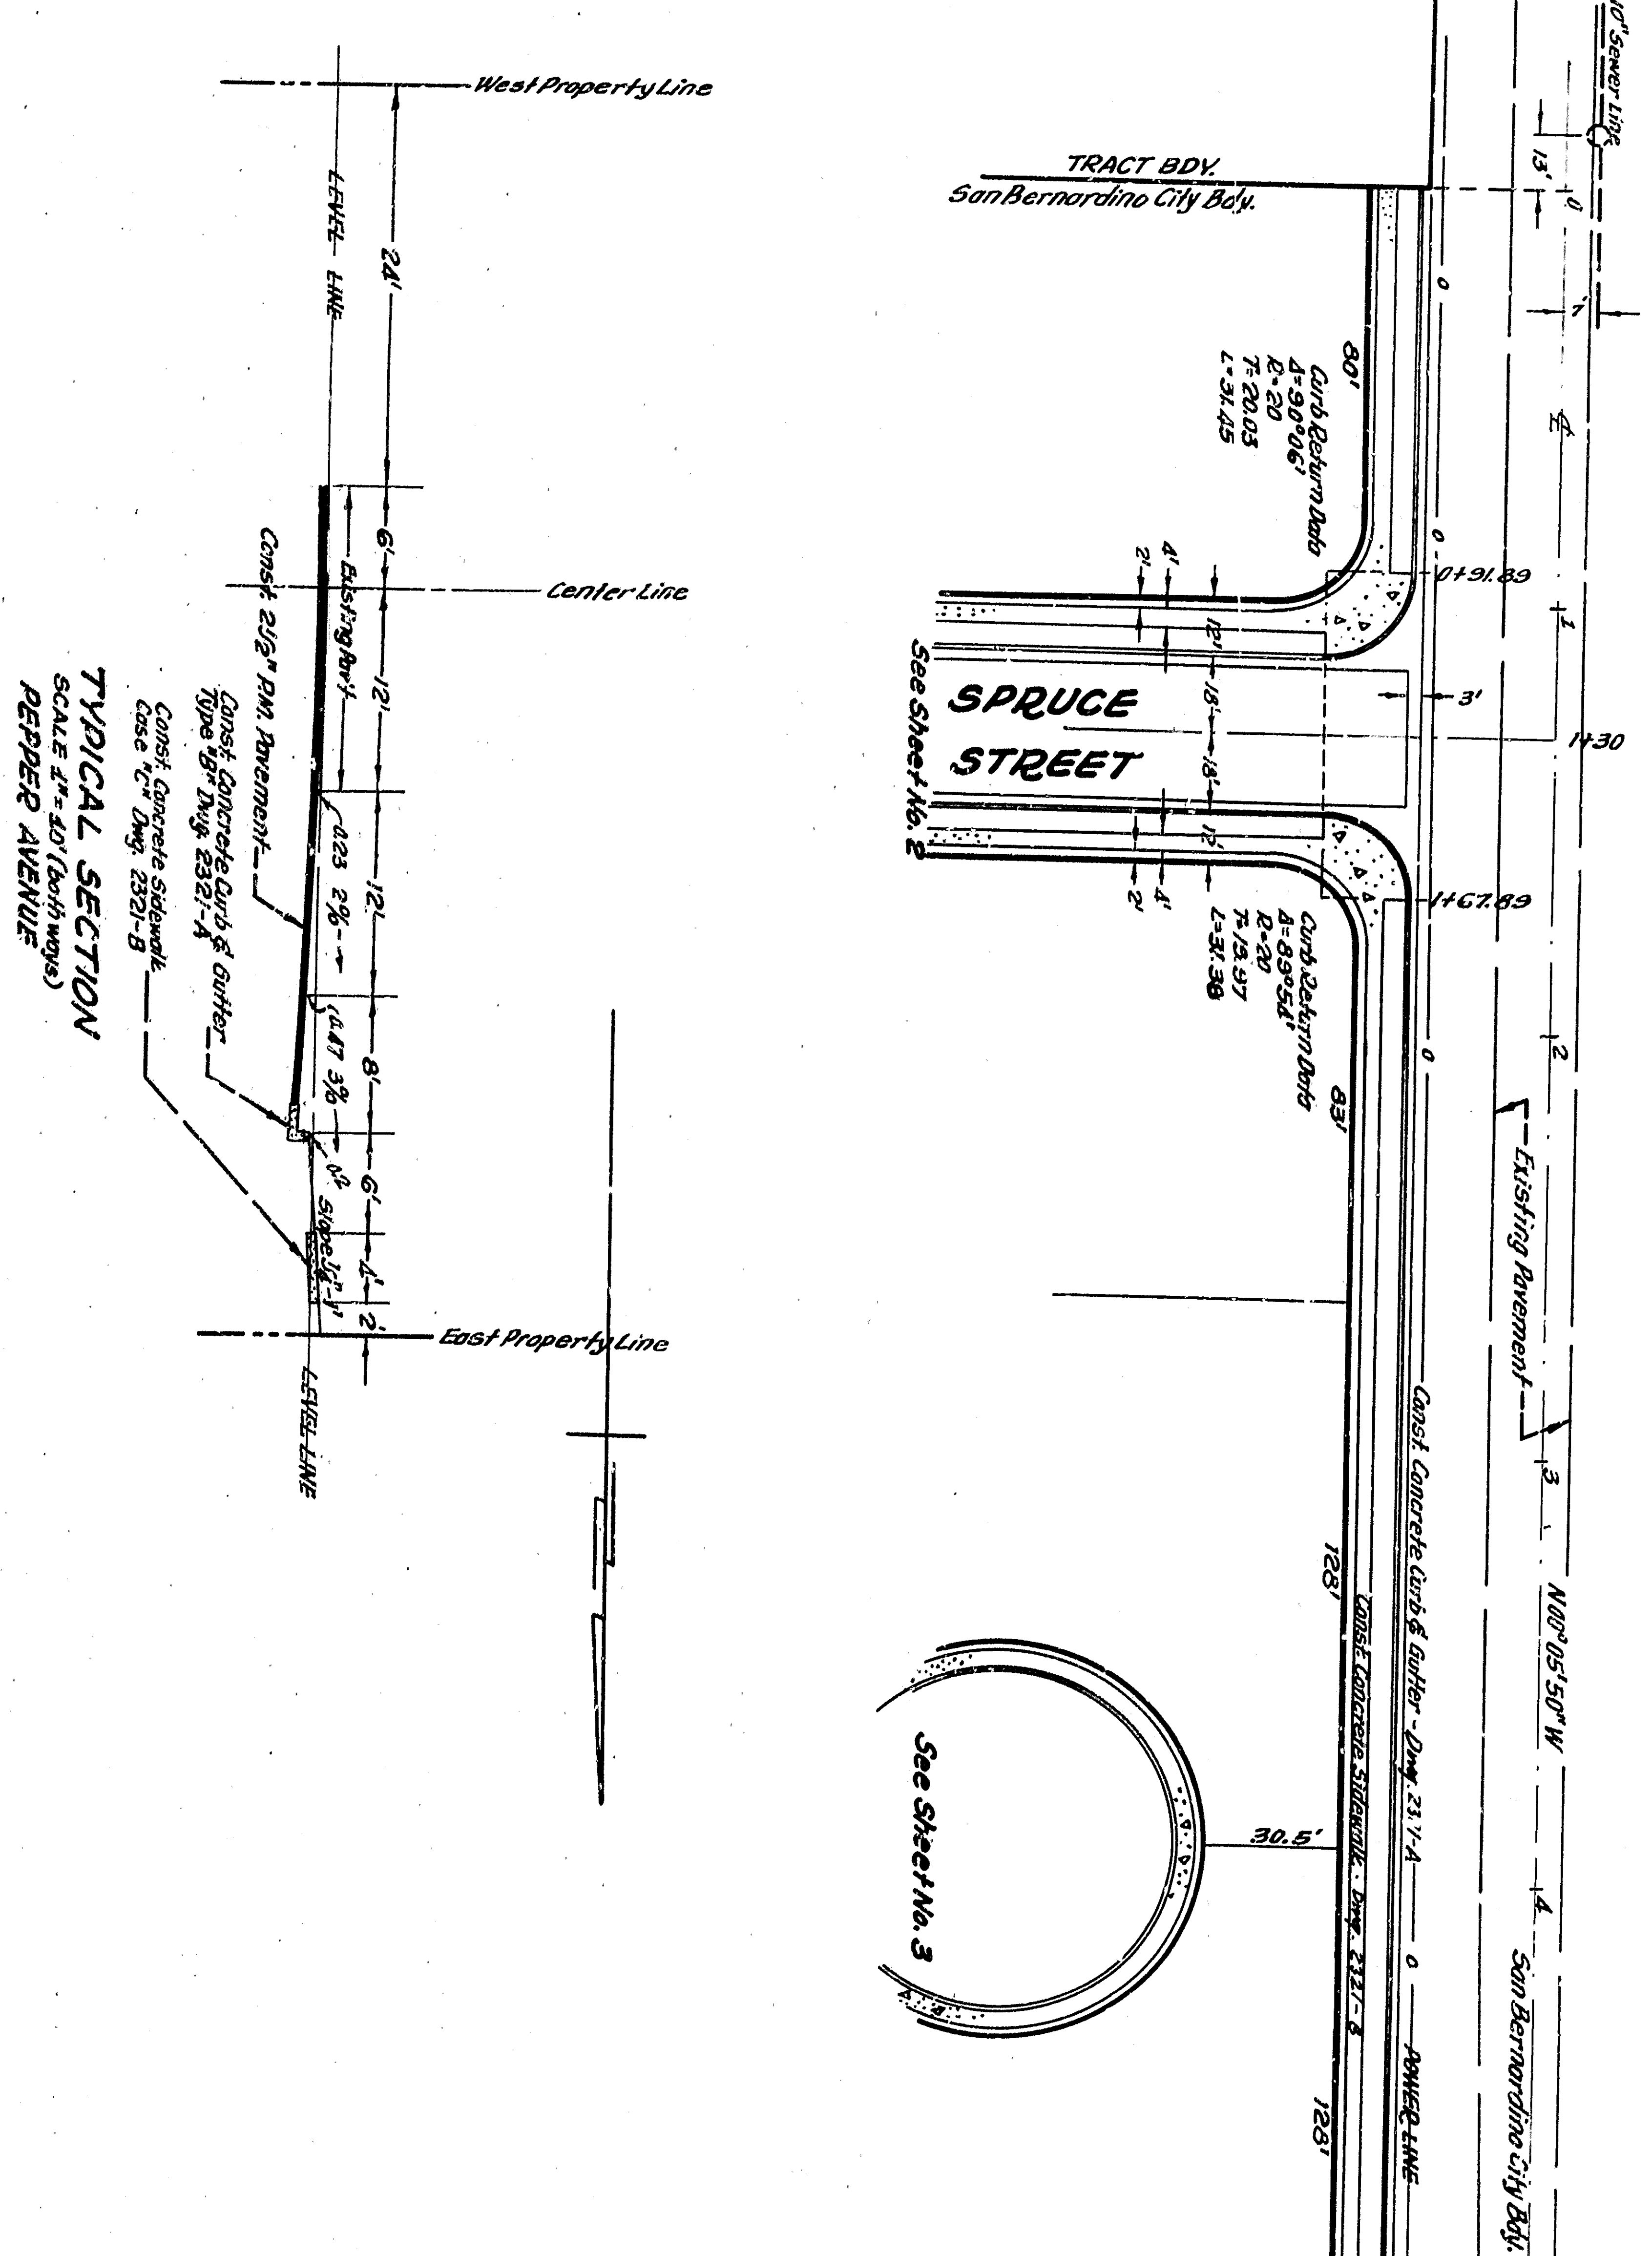 10" Sewer Line
13'
0
7'
West Property Line
24'
LEVEL LINE
TRACT BDY.
San Bernardino City Bdy.
80'
Curb Return Data
Δ=90°06'
R=20
T=20.03
L=31.45
0+91.89
1
6'
Existing Pav't.
Center Line
12'
Const. 2½" P.M. Pavement
4'
2'
12'
18'
3'
SPRUCE
STREET
18'
12'
1+30
See Sheet No. 2
4'
2'
1+67.89
Curb Return Data
Δ=89°54'
R=20
T=19.97
L=31.38
83'
2
0.23 2%
12'
0.47 3%
8'
6'
Slope ¼"-1'
4'
2'
East Property Line
LEVEL LINE
Const. Concrete Curb & Gutter
Type "B" Dwg. 2321-A
Const. Concrete Sidewalk
Case "C" Dwg. 2321-B
TYPICAL SECTION
SCALE 1"=10' (both ways)
PEPPER AVENUE
Existing Pavement
3
N00°05'50"W
Const. Concrete Curb & Gutter - Dwg. 2321-A
Const. Concrete Sidewalk - Dwg. 2321-B
128'
30.5'
See Sheet No. 3
4
San Bernardino City Bdy.
POWER LINE
128'